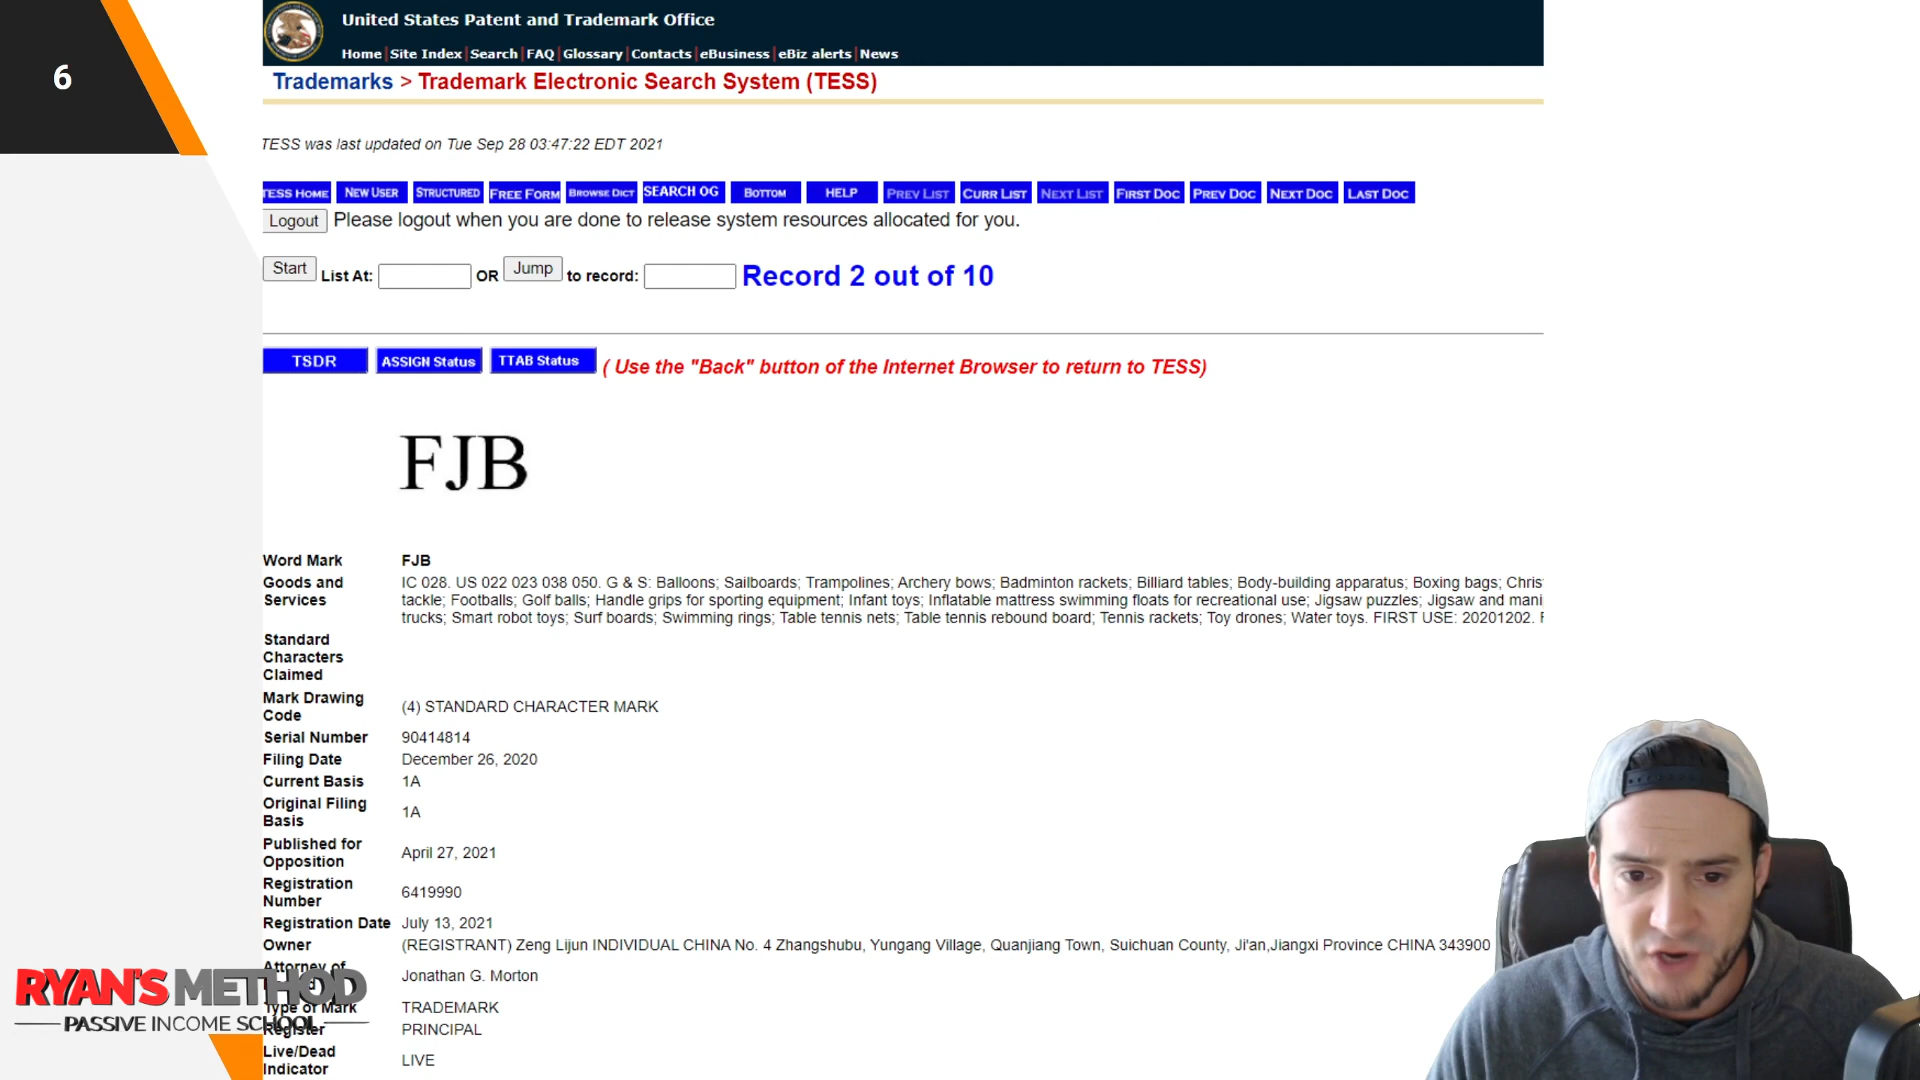 6
United States Patent and Trademark Office
Home | Site Index | Search | FAQ | Glossary | Contacts | eBusiness | eBiz alerts | News
Trademarks > Trademark Electronic Search System (TESS)
TESS was last updated on Tue Sep 28 03:47:22 EDT 2021
TESS HOME NEW USER STRUCTURED FREE FORM BROWSE DICT SEARCH OG BOTTOM HELP PREV LIST CURR LIST NEXT LIST FIRST DOC PREV DOC NEXT DOC LAST DOC
Logout Please logout when you are done to release system resources allocated for you.
Start List At: OR Jump to record: Record 2 out of 10
TSDR ASSIGN Status TTAB Status ( Use the "Back" button of the Internet Browser to return to TESS)
FJB
Word Mark FJB
Goods and Services IC 028. US 022 023 038 050. G & S: Balloons; Sailboards; Trampolines; Archery bows; Badminton rackets; Billiard tables; Body-building apparatus; Boxing bags; Chris
tackle; Footballs; Golf balls; Handle grips for sporting equipment; Infant toys; Inflatable mattress swimming floats for recreational use; Jigsaw puzzles; Jigsaw and mani
trucks; Smart robot toys; Surf boards; Swimming rings; Table tennis nets; Table tennis rebound board; Tennis rackets; Toy drones; Water toys. FIRST USE: 20201202.
Standard
Characters
Claimed
Mark Drawing Code (4) STANDARD CHARACTER MARK
Serial Number 90414814
Filing Date December 26, 2020
Current Basis 1A
Original Filing Basis 1A
Published for Opposition April 27, 2021
Registration Number 6419990
Registration Date July 13, 2021
Owner (REGISTRANT) Zeng Lijun INDIVIDUAL CHINA No. 4 Zhangshubu, Yungang Village, Quanjiang Town, Suichuan County, Ji'an,Jiangxi Province CHINA 343900
Attorney of Jonathan G. Morton
Type of Mark TRADEMARK
Register PRINCIPAL
Live/Dead Indicator LIVE
RYAN'S METHOD
PASSIVE INCOME SCHOOL